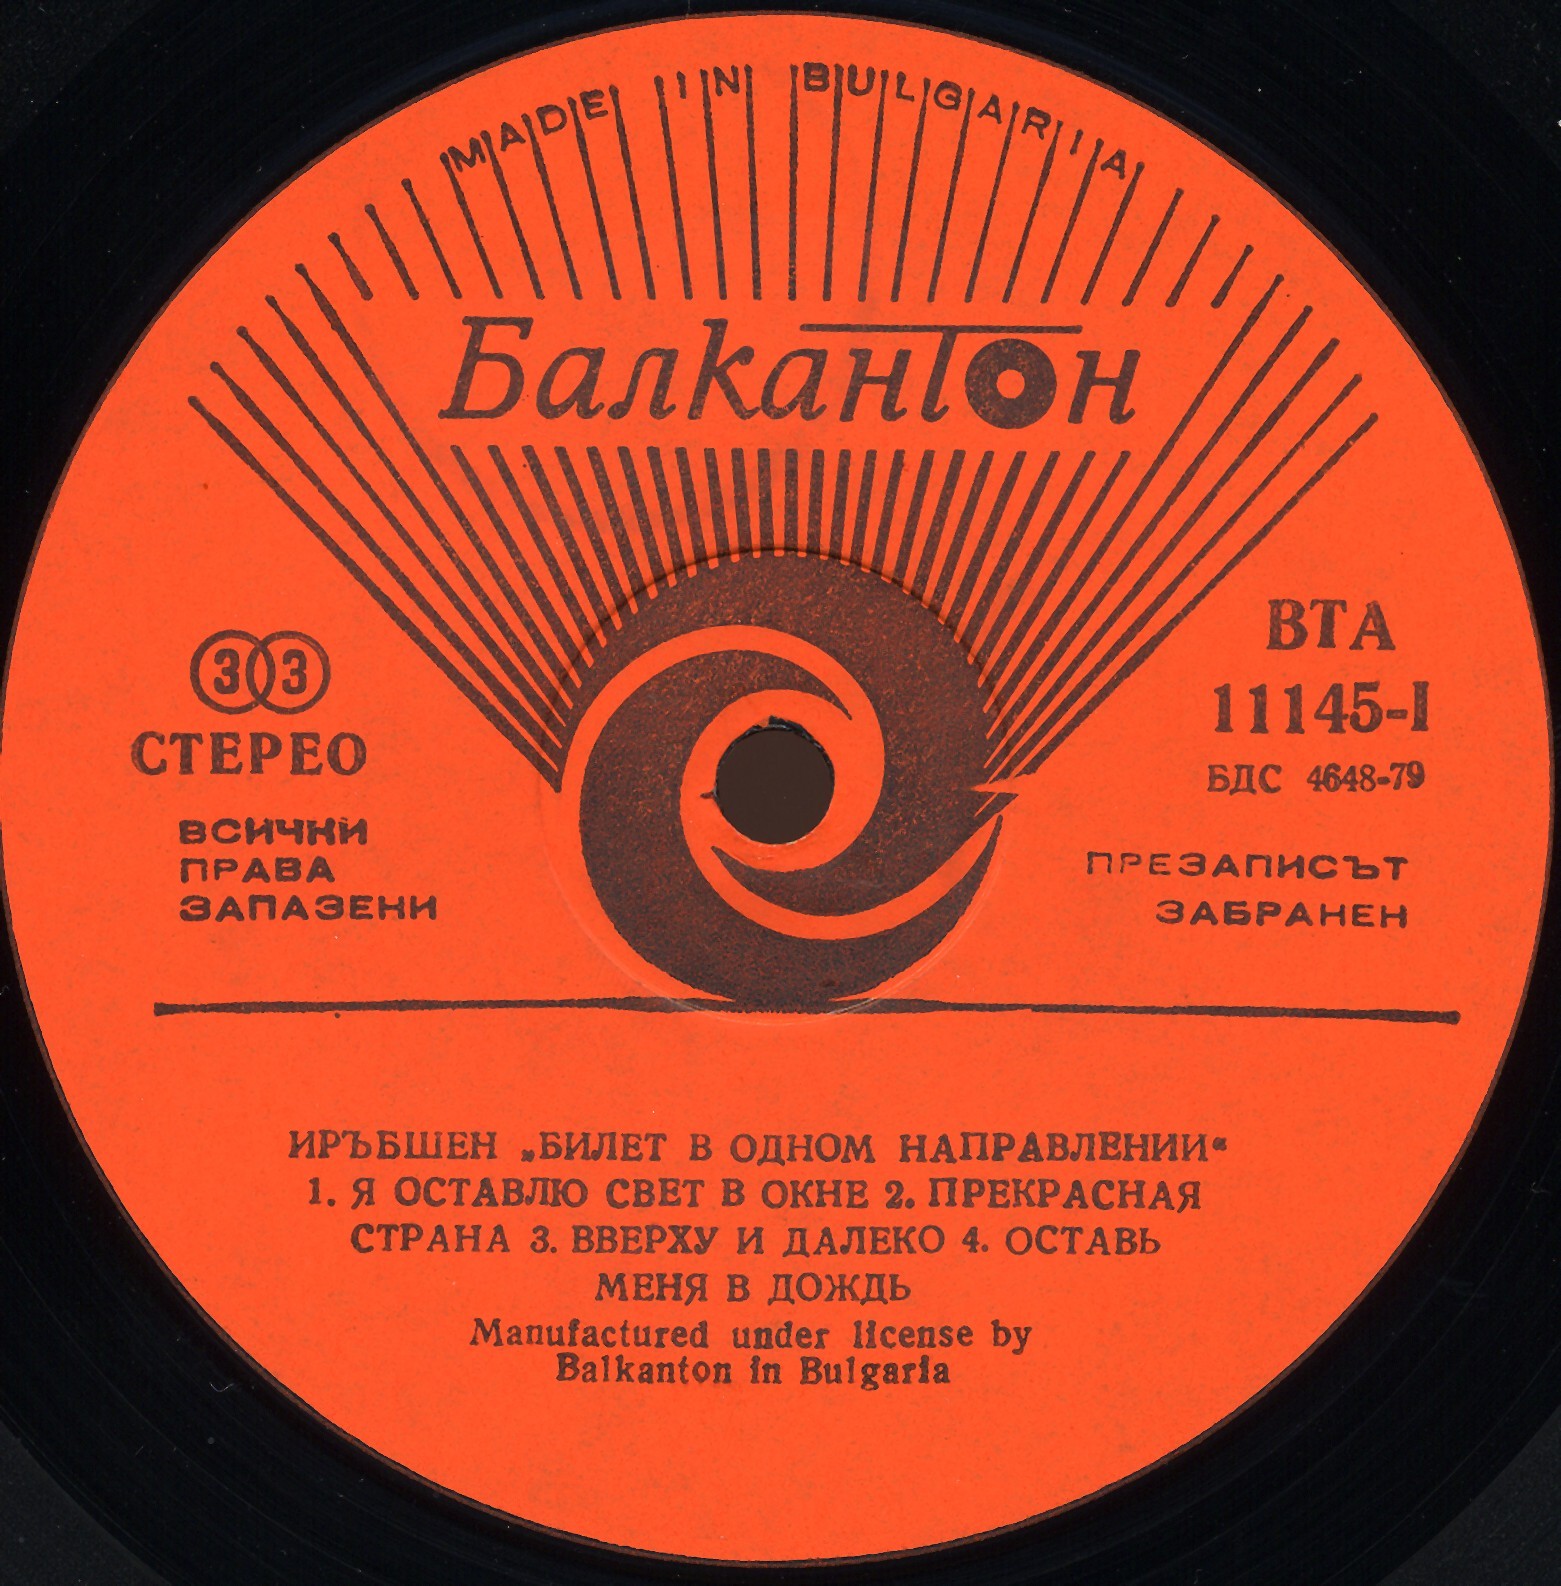 MADE IN BULGARIA
Балкантон
33
СТЕРЕО
ВСИЧКИ
ПРАВА
ЗАПАЗЕНИ
ВТА
11145-I
БДС 4648-79
ПРЕЗАПИСЪТ
ЗАБРАНЕН
ИРЪБШЕН „БИЛЕТ В ОДНОМ НАПРАВЛЕНИИ“
1. Я ОСТАВЛЮ СВЕТ В ОКНЕ 2. ПРЕКРАСНАЯ
СТРАНА 3. ВВЕРХУ И ДАЛЕКО 4. ОСТАВЬ
МЕНЯ В ДОЖДЬ
Manufactured under license by
Balkanton in Bulgaria